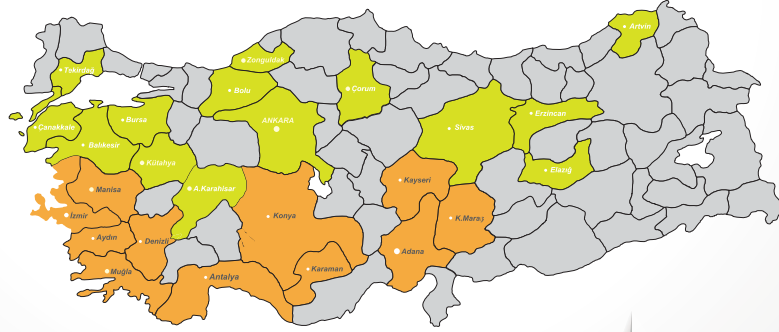 Artvin
Zonguldak
Tekirdağ
Bolu
Çorum
Erzincan
Bursa
ANKARA
Çanakkale
Sivas
Balıkesir
Kütahya
Elazığ
Kayseri
A.Karahisar
Manisa
İzmir
Konya
K.Maraş
Aydın
Denizli
Adana
Muğla
Antalya
Karaman